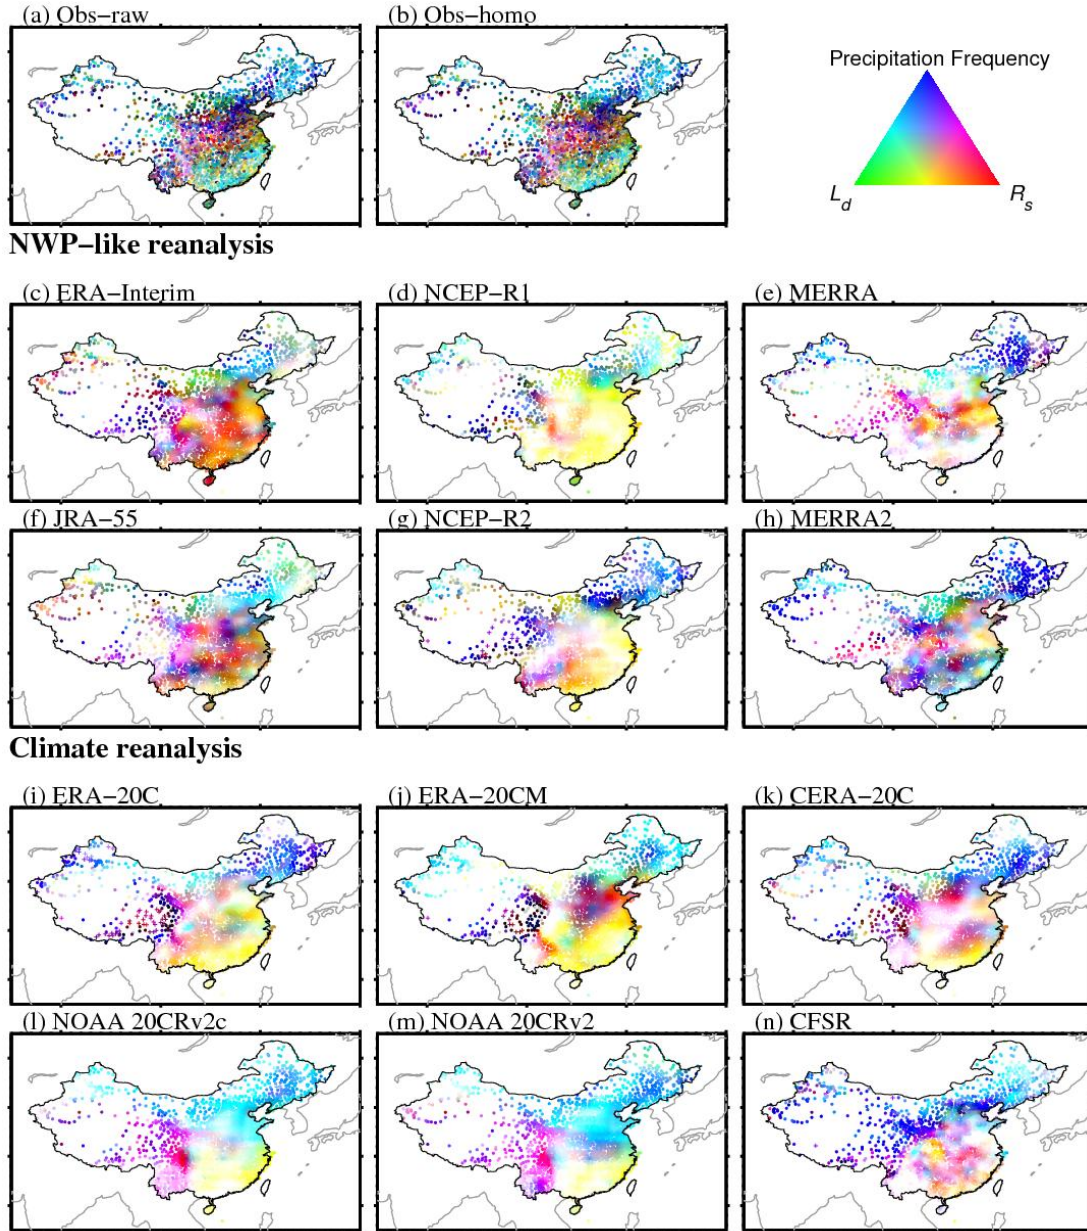 (a) Obs−raw
(b) Obs−homo
Precipitation Frequency
L_d
R_s
NWP−like reanalysis
(c) ERA−Interim
(d) NCEP−R1
(e) MERRA
(f) JRA−55
(g) NCEP−R2
(h) MERRA2
Climate reanalysis
(i) ERA−20C
(j) ERA−20CM
(k) CERA−20C
(l) NOAA 20CRv2c
(m) NOAA 20CRv2
(n) CFSR